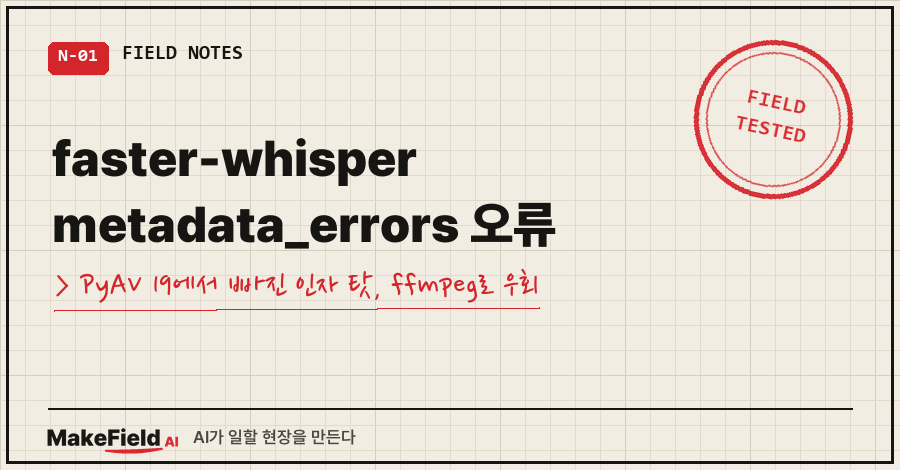 N-01 FIELD NOTES
FIELD
TESTED
faster-whisper
metadata_errors 오류
> PyAV 19에서 빠진 인자 탓, ffmpeg로 우회
MakeField AI AI가 일할 현장을 만든다